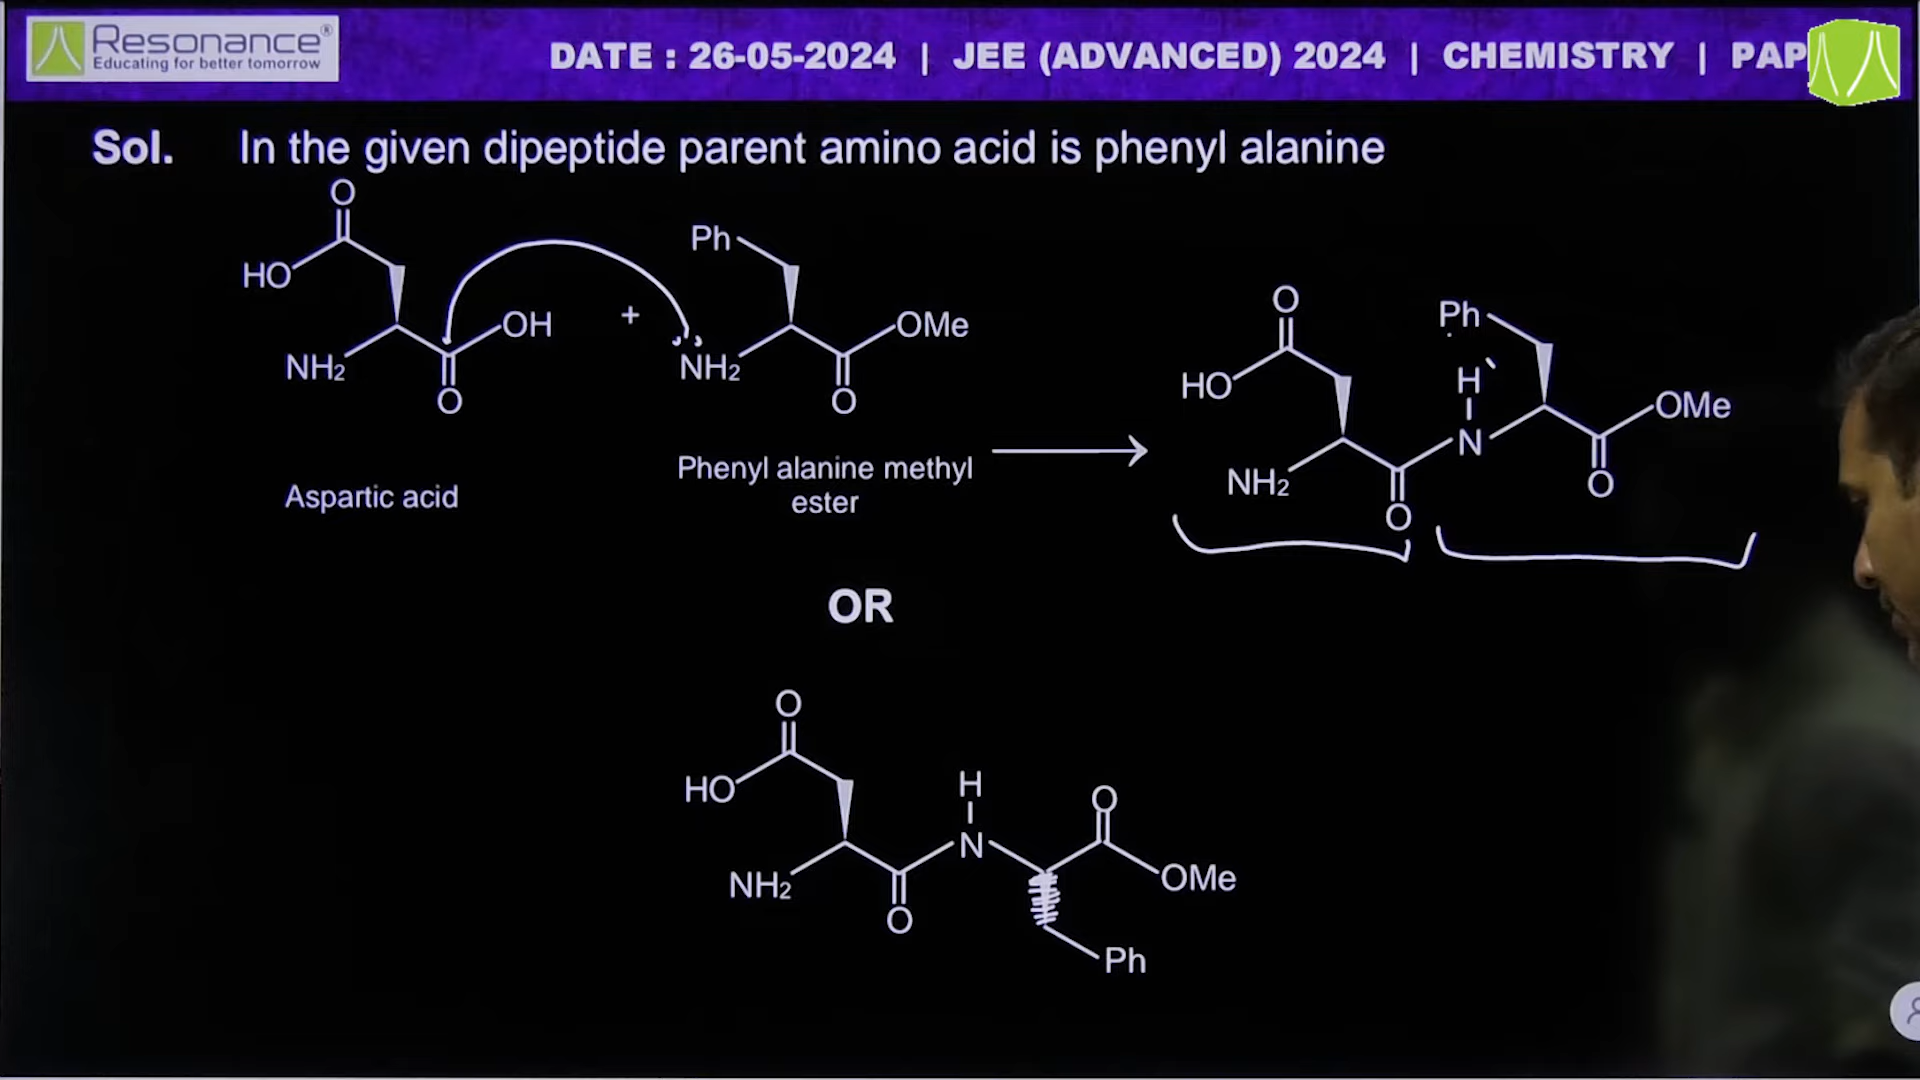 Resonance®
Educating for better tomorrow
DATE : 26-05-2024 | JEE (ADVANCED) 2024 | CHEMISTRY | PAP
Sol. In the given dipeptide parent amino acid is phenyl alanine
O
HO
OH
NH2
O
Aspartic acid
+
Ph
OMe
NH2
O
Phenyl alanine methyl
ester
O
Ph
HO
H
OMe
N
NH2
O
O
OR
O
HO
H
O
N
NH2
OMe
O
Ph